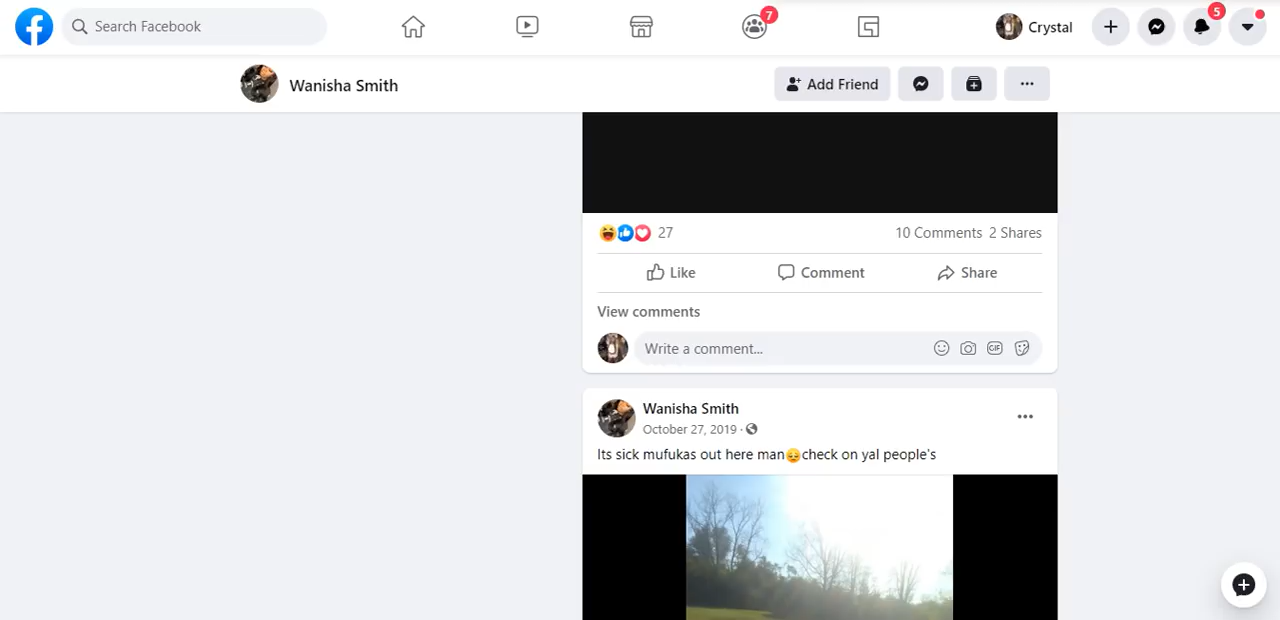 Search Facebook
7
Crystal
5
Wanisha Smith
Add Friend
27
10 Comments 2 Shares
Like
Comment
Share
View comments
Write a comment...
GIF
Wanisha Smith
October 27, 2019 ·
Its sick mufukas out here man😔check on yal people's